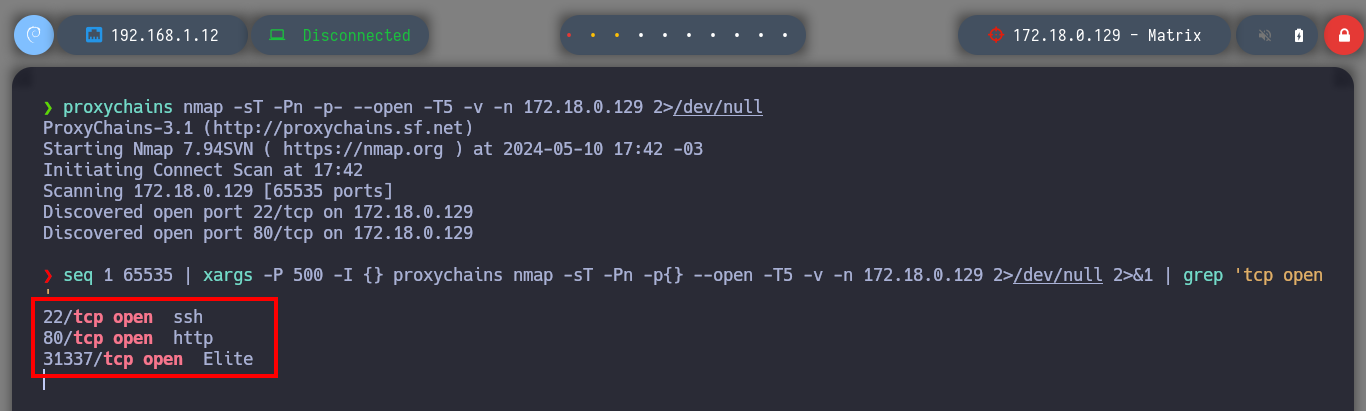 192.168.1.12 Disconnected 172.18.0.129 - Matrix
❯ proxychains nmap -sT -Pn -p- --open -T5 -v -n 172.18.0.129 2>/dev/null
ProxyChains-3.1 (http://proxychains.sf.net)
Starting Nmap 7.94SVN ( https://nmap.org ) at 2024-05-10 17:42 -03
Initiating Connect Scan at 17:42
Scanning 172.18.0.129 [65535 ports]
Discovered open port 22/tcp on 172.18.0.129
Discovered open port 80/tcp on 172.18.0.129
❯ seq 1 65535 | xargs -P 500 -I {} proxychains nmap -sT -Pn -p{} --open -T5 -v -n 172.18.0.129 2>/dev/null 2>&1 | grep 'tcp open
'
22/tcp open  ssh
80/tcp open  http
31337/tcp open  Elite